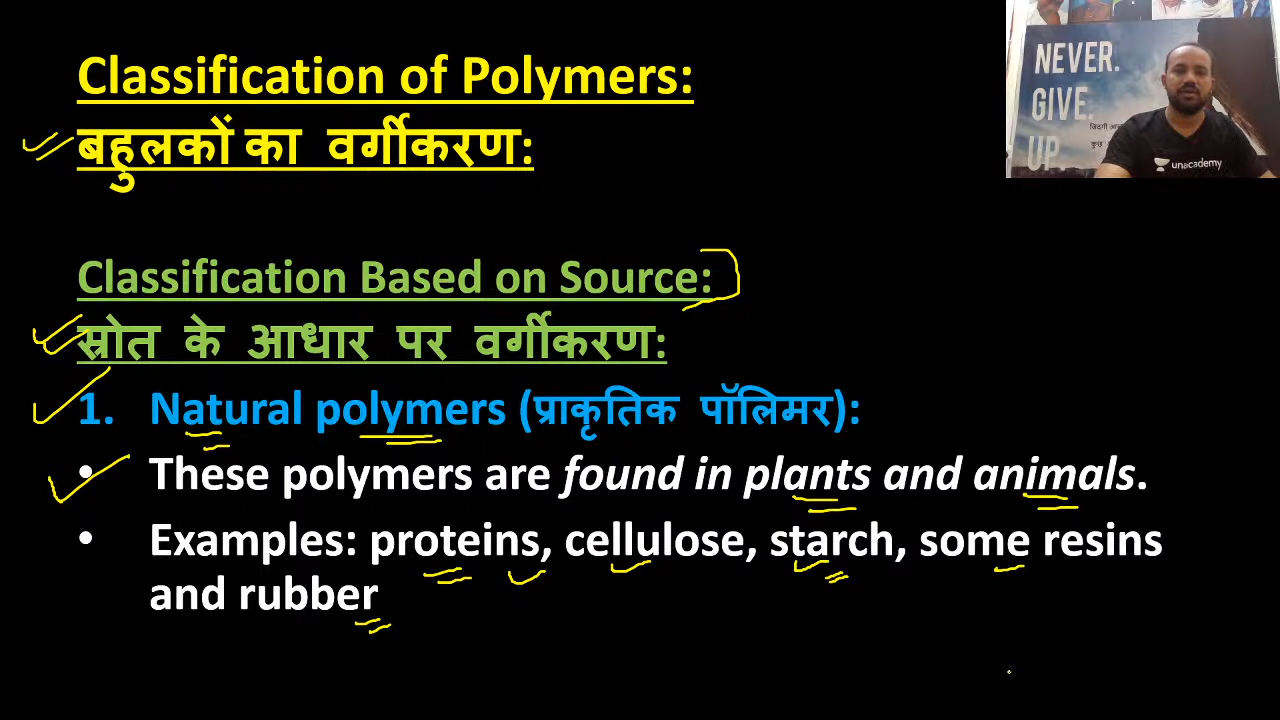 Classification of Polymers:
बहुलकों का वर्गीकरण:
Classification Based on Source:
स्रोत के आधार पर वर्गीकरण:
1. Natural polymers (प्राकृतिक पॉलिमर):
• These polymers are found in plants and animals.
• Examples: proteins, cellulose, starch, some resins
and rubber
NEVER.
GIVE.
UP.
जिंदगी
कुछ
unacademy